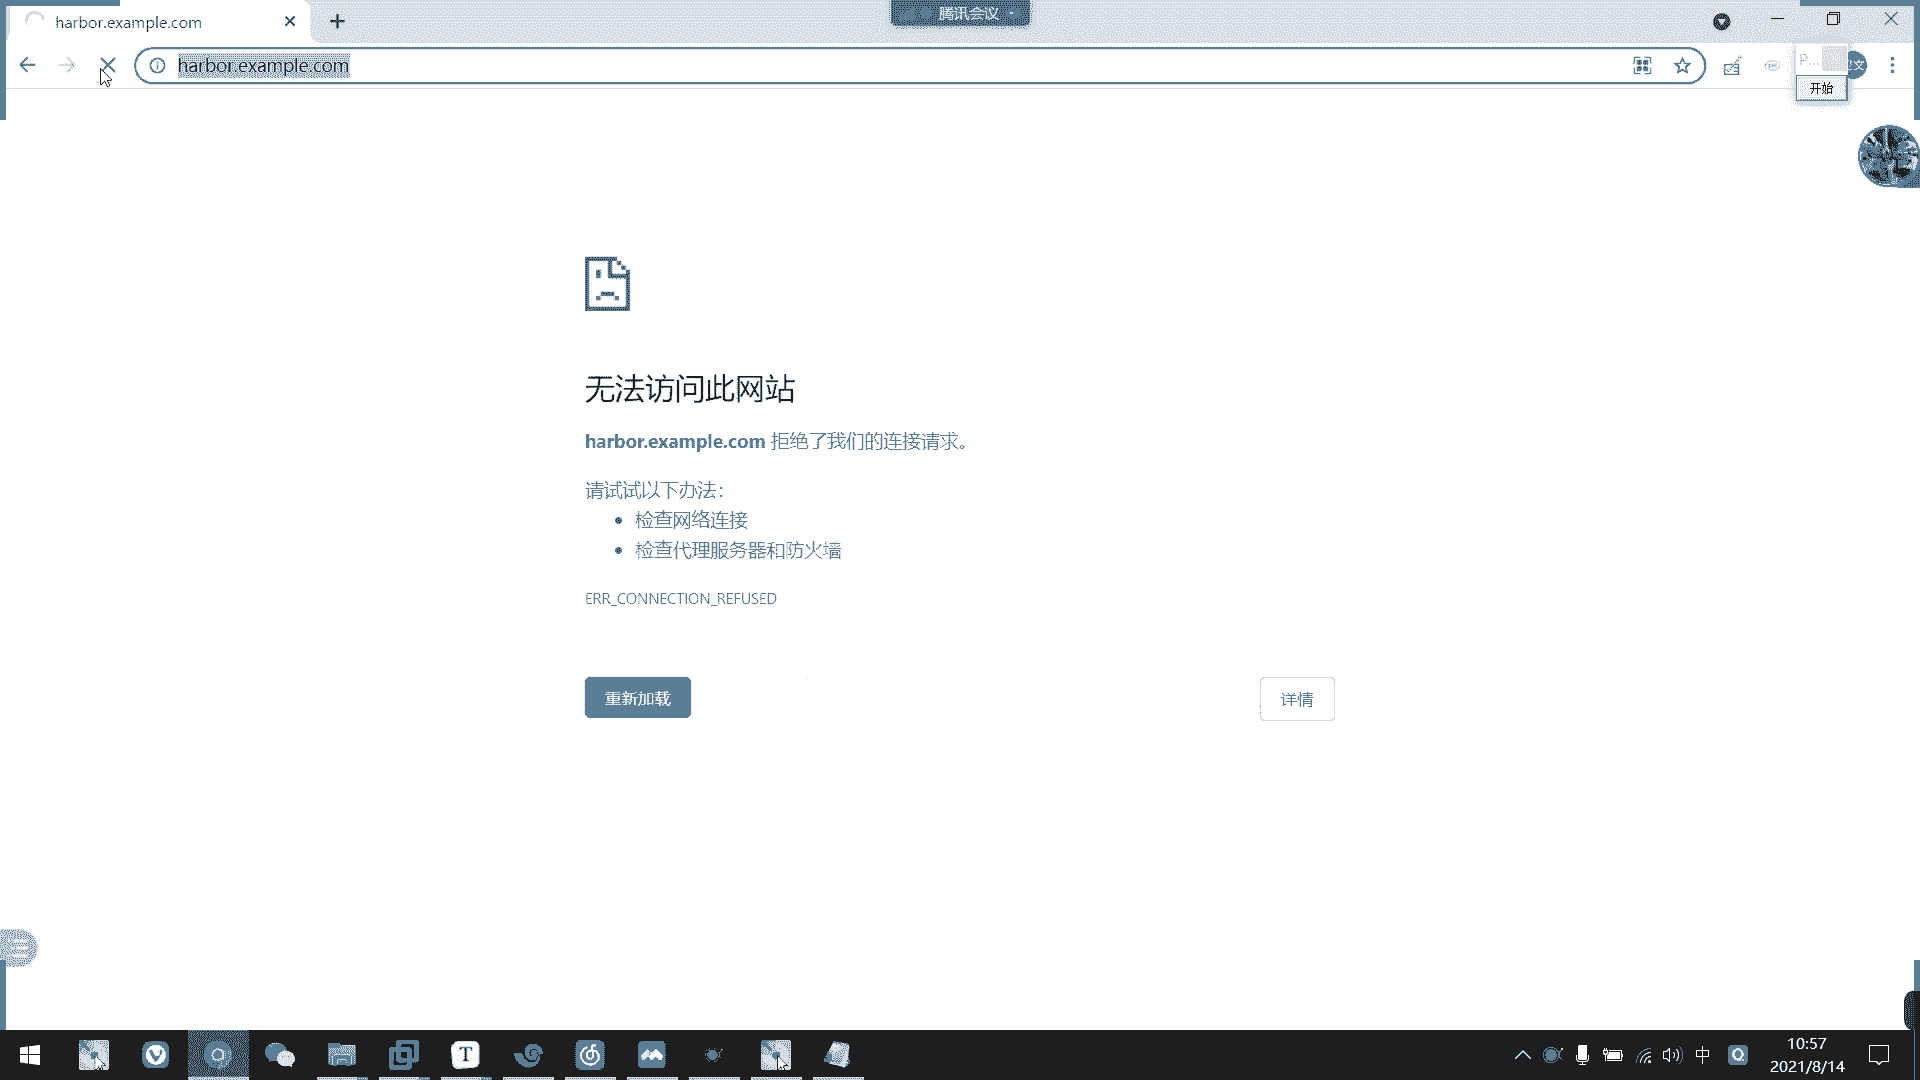 harbor.example.com
腾讯会议
harbor.example.com
P...
开始
无法访问此网站
harbor.example.com 拒绝了我们的连接请求。
请试试以下办法：
检查网络连接
检查代理服务器和防火墙
ERR_CONNECTION_REFUSED
重新加载
详情
T
中
10:57
2021/8/14